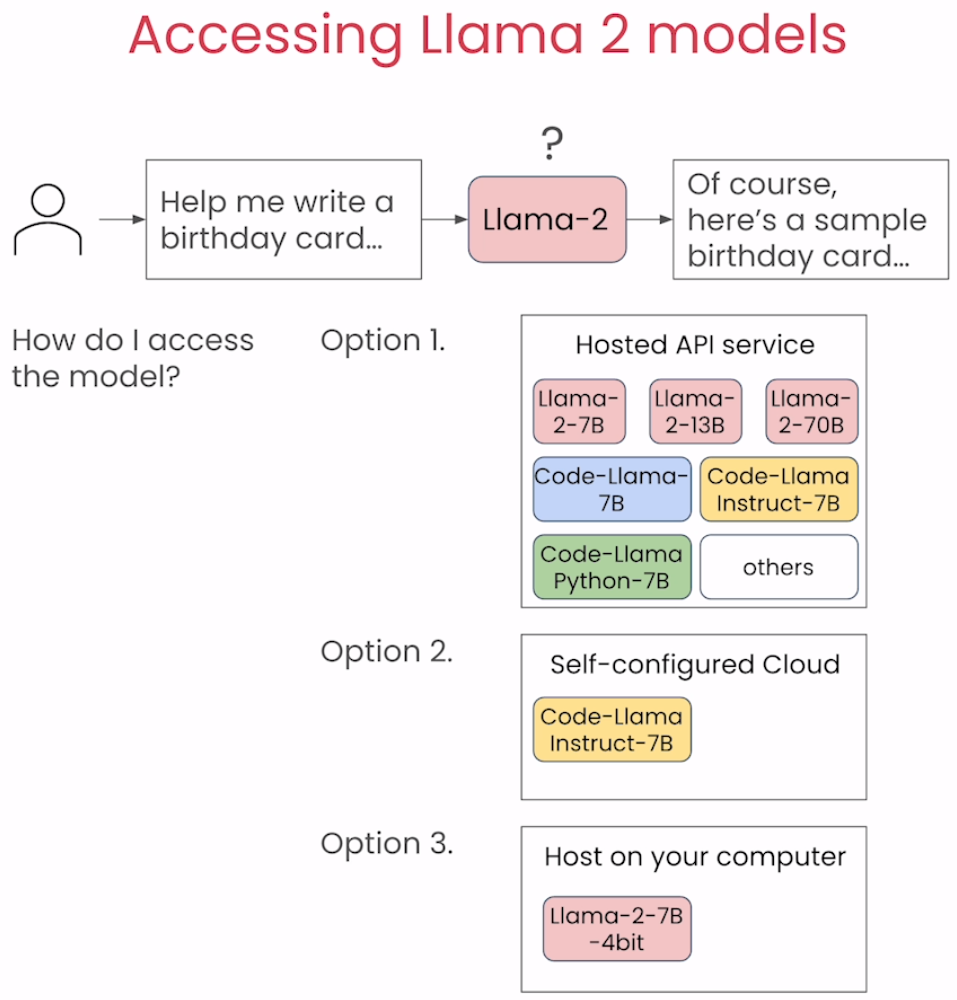 Accessing Llama 2 models
?
Help me write a
birthday card...
Llama-2
Of course,
here's a sample
birthday card...
How do I access
the model?
Option 1.
Hosted API service
Llama-
2-7B
Llama-
2-13B
Llama-
2-70B
Code-Llama-
7B
Code-Llama
Instruct-7B
Code-Llama
Python-7B
others
Option 2.
Self-configured Cloud
Code-Llama
Instruct-7B
Option 3.
Host on your computer
Llama-2-7B
-4bit